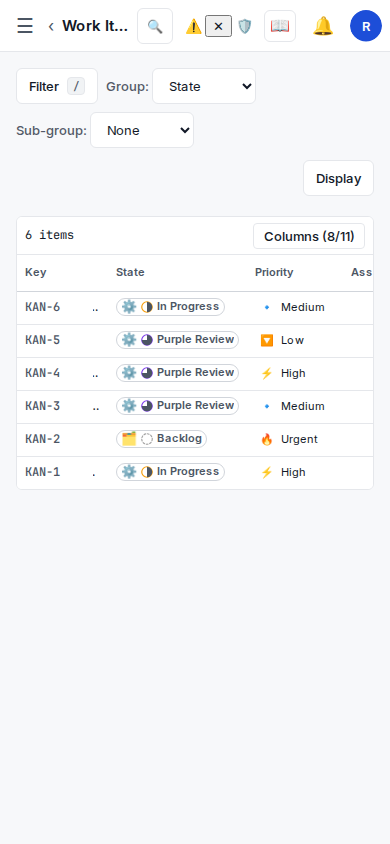 ☰ ‹ Work It… 🔍 ⚠️ ✕ 🛡️ 📖 🔔 R
Filter / Group: State
Sub-group: None
Display
6 items Columns (8/11)
Key State Priority Ass
KAN-6 .. In Progress Medium
KAN-5 Purple Review Low
KAN-4 .. Purple Review High
KAN-3 .. Purple Review Medium
KAN-2 Backlog Urgent
KAN-1 . In Progress High